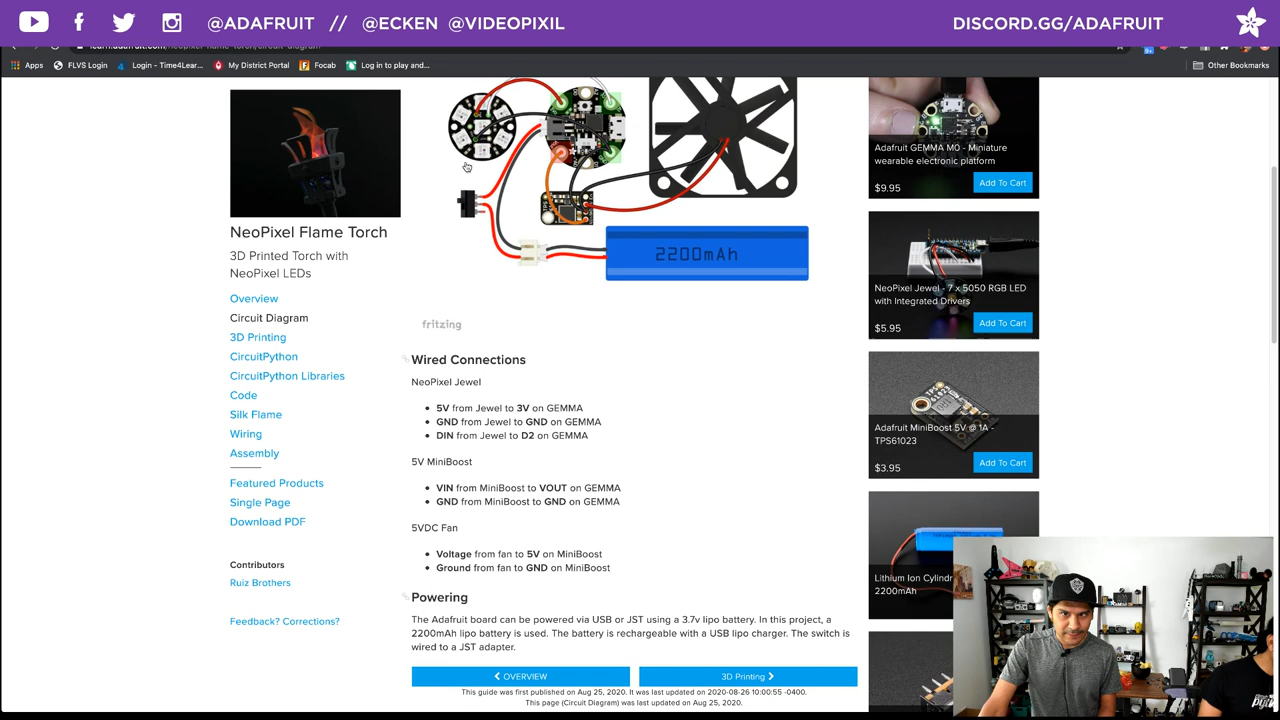 @ADAFRUIT // @ECKEN @VIDEOPIXIL
DISCORD.GG/ADAFRUIT
learn.adafruit.com/neopixel-flame-torch/circuit-diagram
Apps
FLVS Login
Login - Time4Lear...
My District Portal
Focab
Log in to play and...
Other Bookmarks
NeoPixel Flame Torch
3D Printed Torch with
NeoPixel LEDs
Overview
Circuit Diagram
3D Printing
CircuitPython
CircuitPython Libraries
Code
Silk Flame
Wiring
Assembly
Featured Products
Single Page
Download PDF
Contributors
Ruiz Brothers
Feedback? Corrections?
2200mAh
fritzing
Wired Connections
NeoPixel Jewel
5V from Jewel to 3V on GEMMA
GND from Jewel to GND on GEMMA
DIN from Jewel to D2 on GEMMA
5V MiniBoost
VIN from MiniBoost to VOUT on GEMMA
GND from MiniBoost to GND on GEMMA
5VDC Fan
Voltage from fan to 5V on MiniBoost
Ground from fan to GND on MiniBoost
Powering
The Adafruit board can be powered via USB or JST using a 3.7v lipo battery. In this project, a
2200mAh lipo battery is used. The battery is rechargeable with a USB lipo charger. The switch is
wired to a JST adapter.
OVERVIEW
3D Printing
This guide was first published on Aug 25, 2020. It was last updated on 2020-08-26 10:00:55 -0400.
This page (Circuit Diagram) was last updated on Aug 25, 2020.
Adafruit GEMMA M0 - Miniature
wearable electronic platform
$9.95
Add To Cart
NeoPixel Jewel - 7 x 5050 RGB LED
with Integrated Drivers
$5.95
Add To Cart
Adafruit MiniBoost 5V @ 1A -
TPS61023
$3.95
Add To Cart
Lithium Ion Cylindr
2200mAh